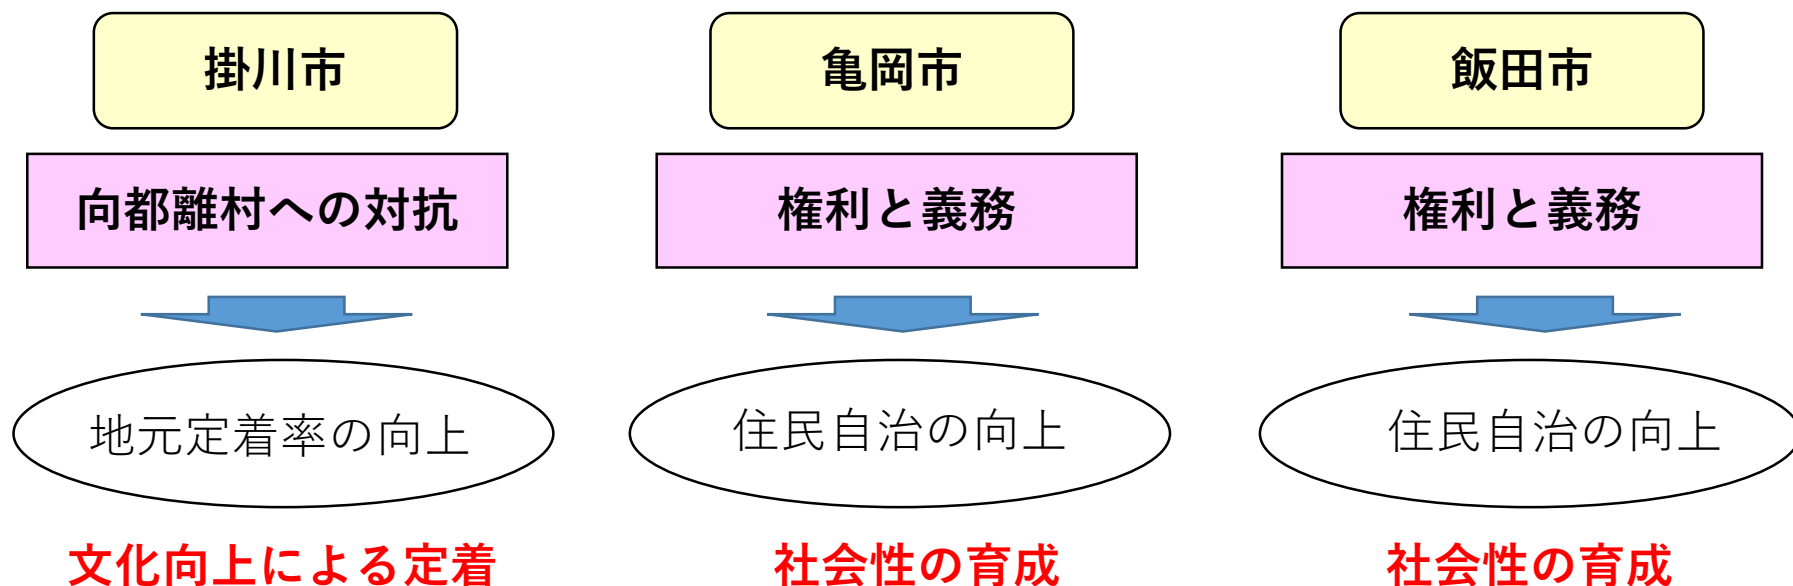 掛川市
亀岡市
飯田市
向都離村への対抗
権利と義務
権利と義務
地元定着率の向上
住民自治の向上
住民自治の向上
文化向上による定着
社会性の育成
社会性の育成